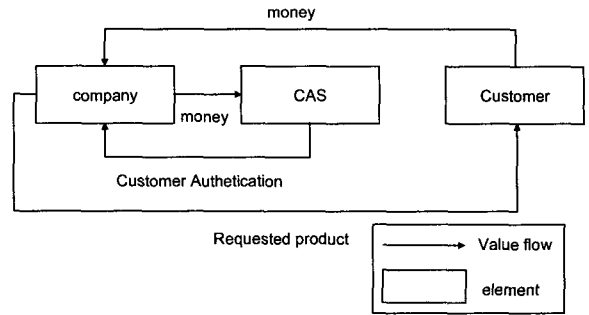 money
company
CAS
Customer
money
Customer Authetication
Requested product
Value flow
element